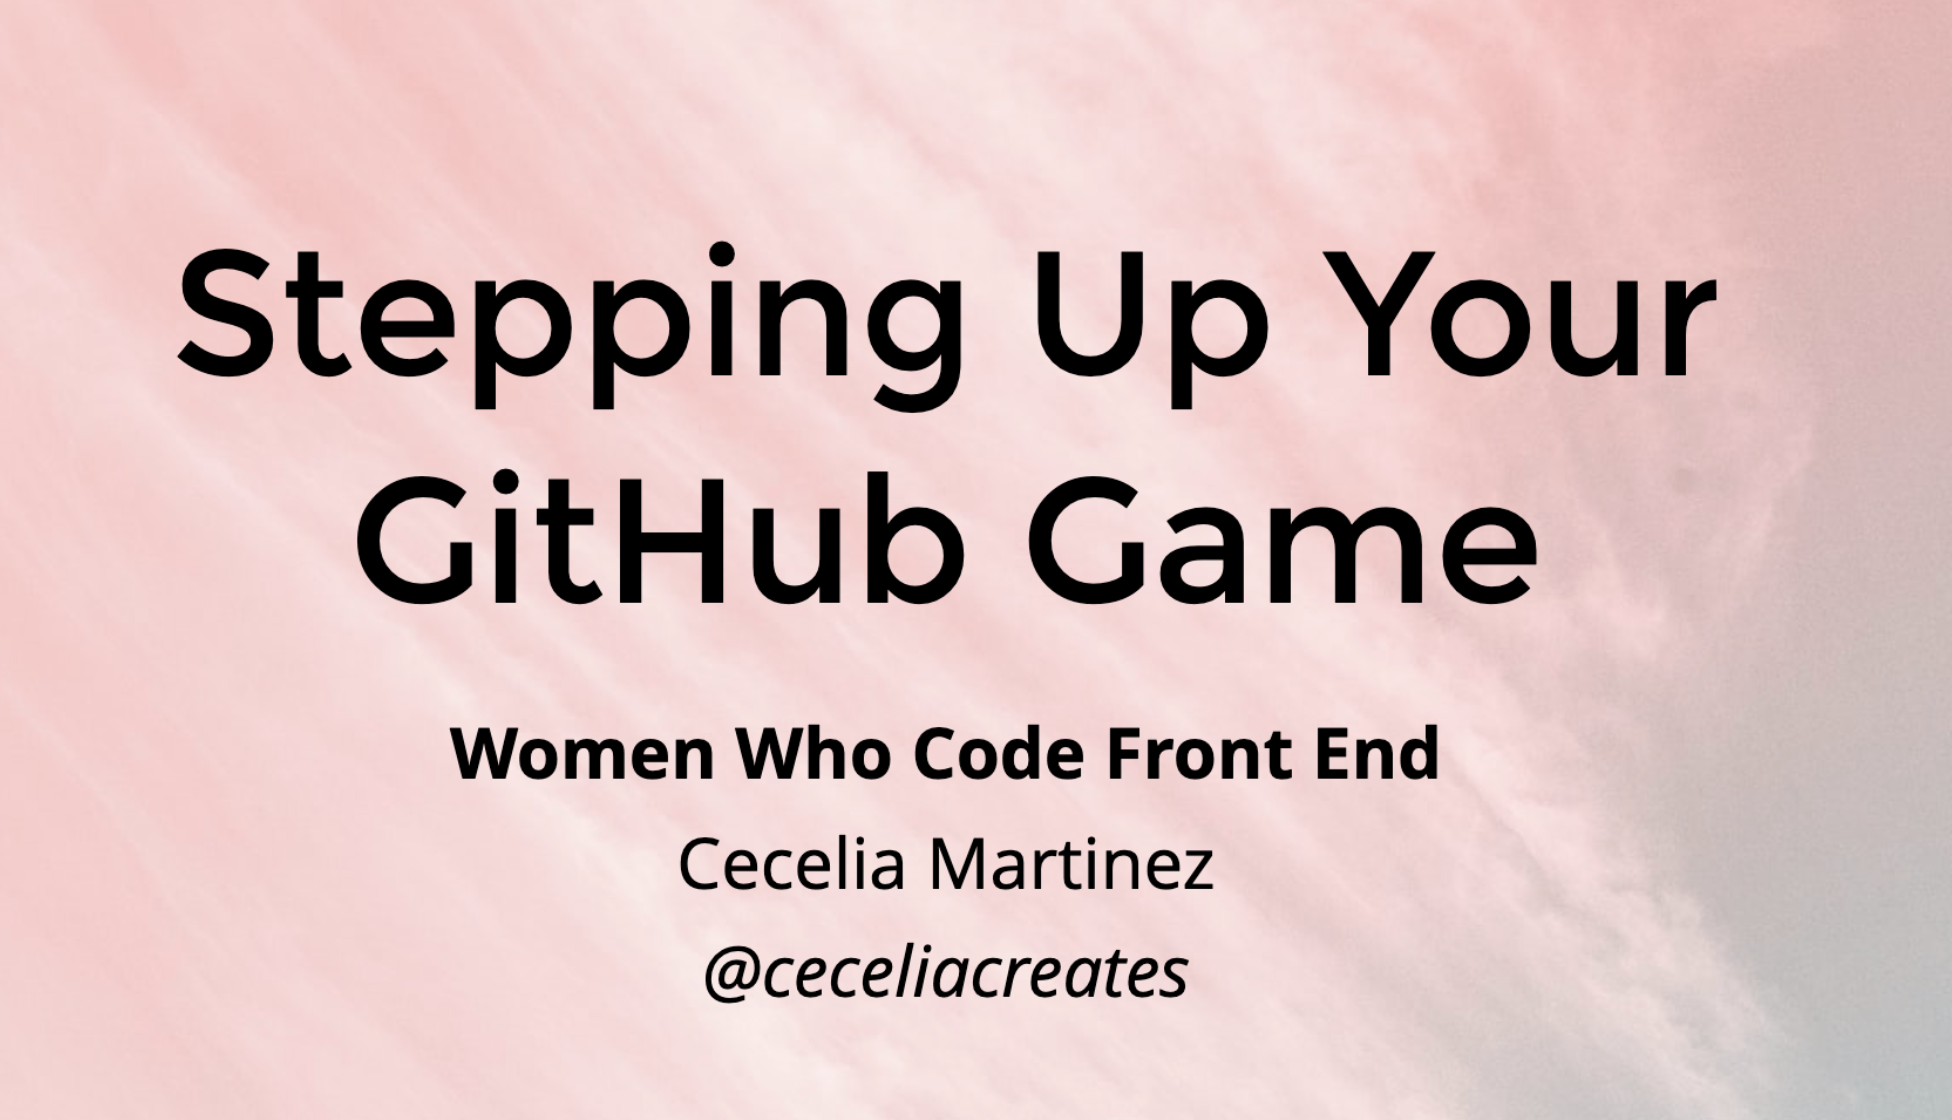 Stepping Up Your
GitHub Game
Women Who Code Front End
Cecelia Martinez
@ceceliacreates